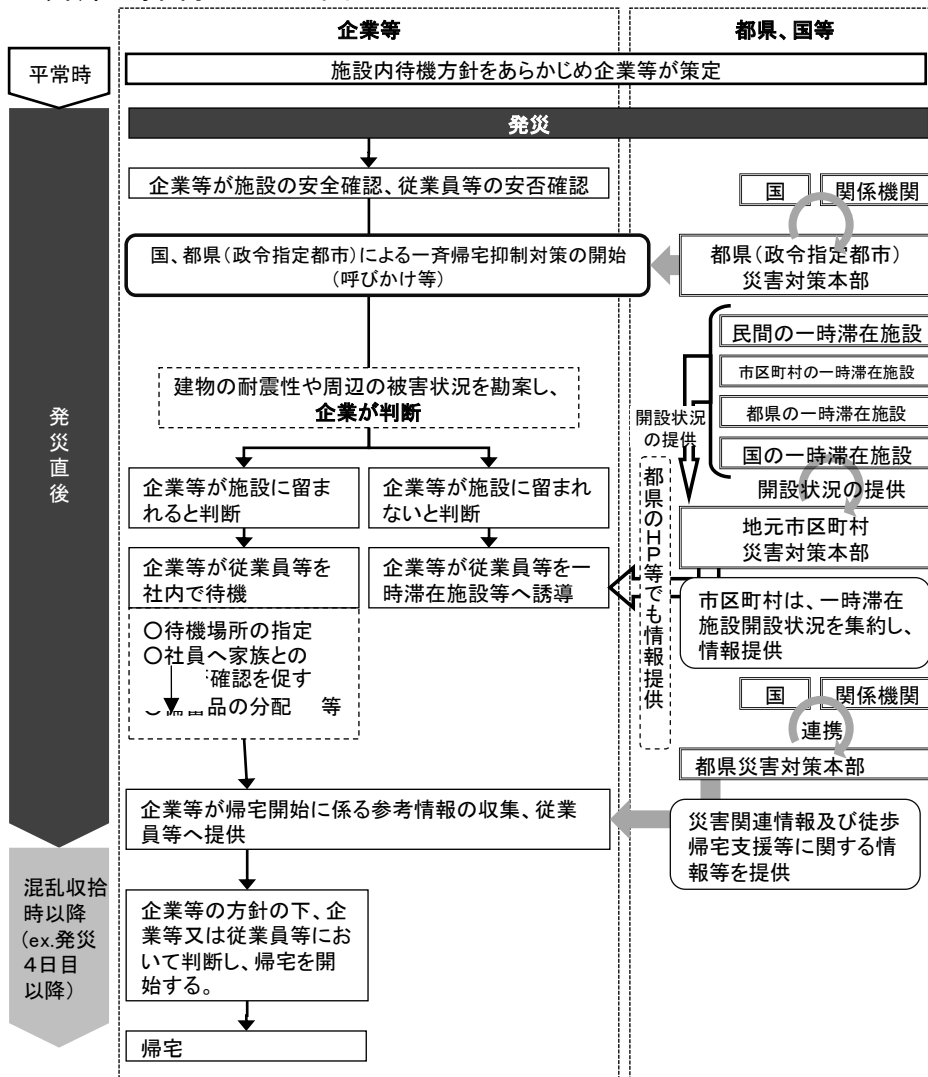 企業等
都県、国等
平常時
施設内待機方針をあらかじめ企業等が策定
発災
発災直後
企業等が施設の安全確認、従業員等の安否確認
国
関係機関
国、都県(政令指定都市)による一斉帰宅抑制対策の開始
(呼びかけ等)
都県(政令指定都市)
災害対策本部
民間の一時滞在施設
市区町村の一時滞在施設
都県の一時滞在施設
国の一時滞在施設
建物の耐震性や周辺の被害状況を勘案し、
企業が判断
開設状況
の提供
都県のHP等でも情報提供
開設状況の提供
企業等が施設に留ま
れると判断
企業等が施設に留まれ
ないと判断
地元市区町村
災害対策本部
企業等が従業員等を
社内で待機
企業等が従業員等を一
時滞在施設等へ誘導
市区町村は、一時滞在
施設開設状況を集約し、
情報提供
○待機場所の指定
○社員へ家族との
確認を促す
品の分配 等
国
関係機関
連携
都県災害対策本部
企業等が帰宅開始に係る参考情報の収集、従業
員等へ提供
災害関連情報及び徒歩
帰宅支援等に関する情
報等を提供
混乱収拾
時以降
(ex.発災
4日目
以降)
企業等の方針の下、企
業等又は従業員等にお
いて判断し、帰宅を開
始する。
帰宅